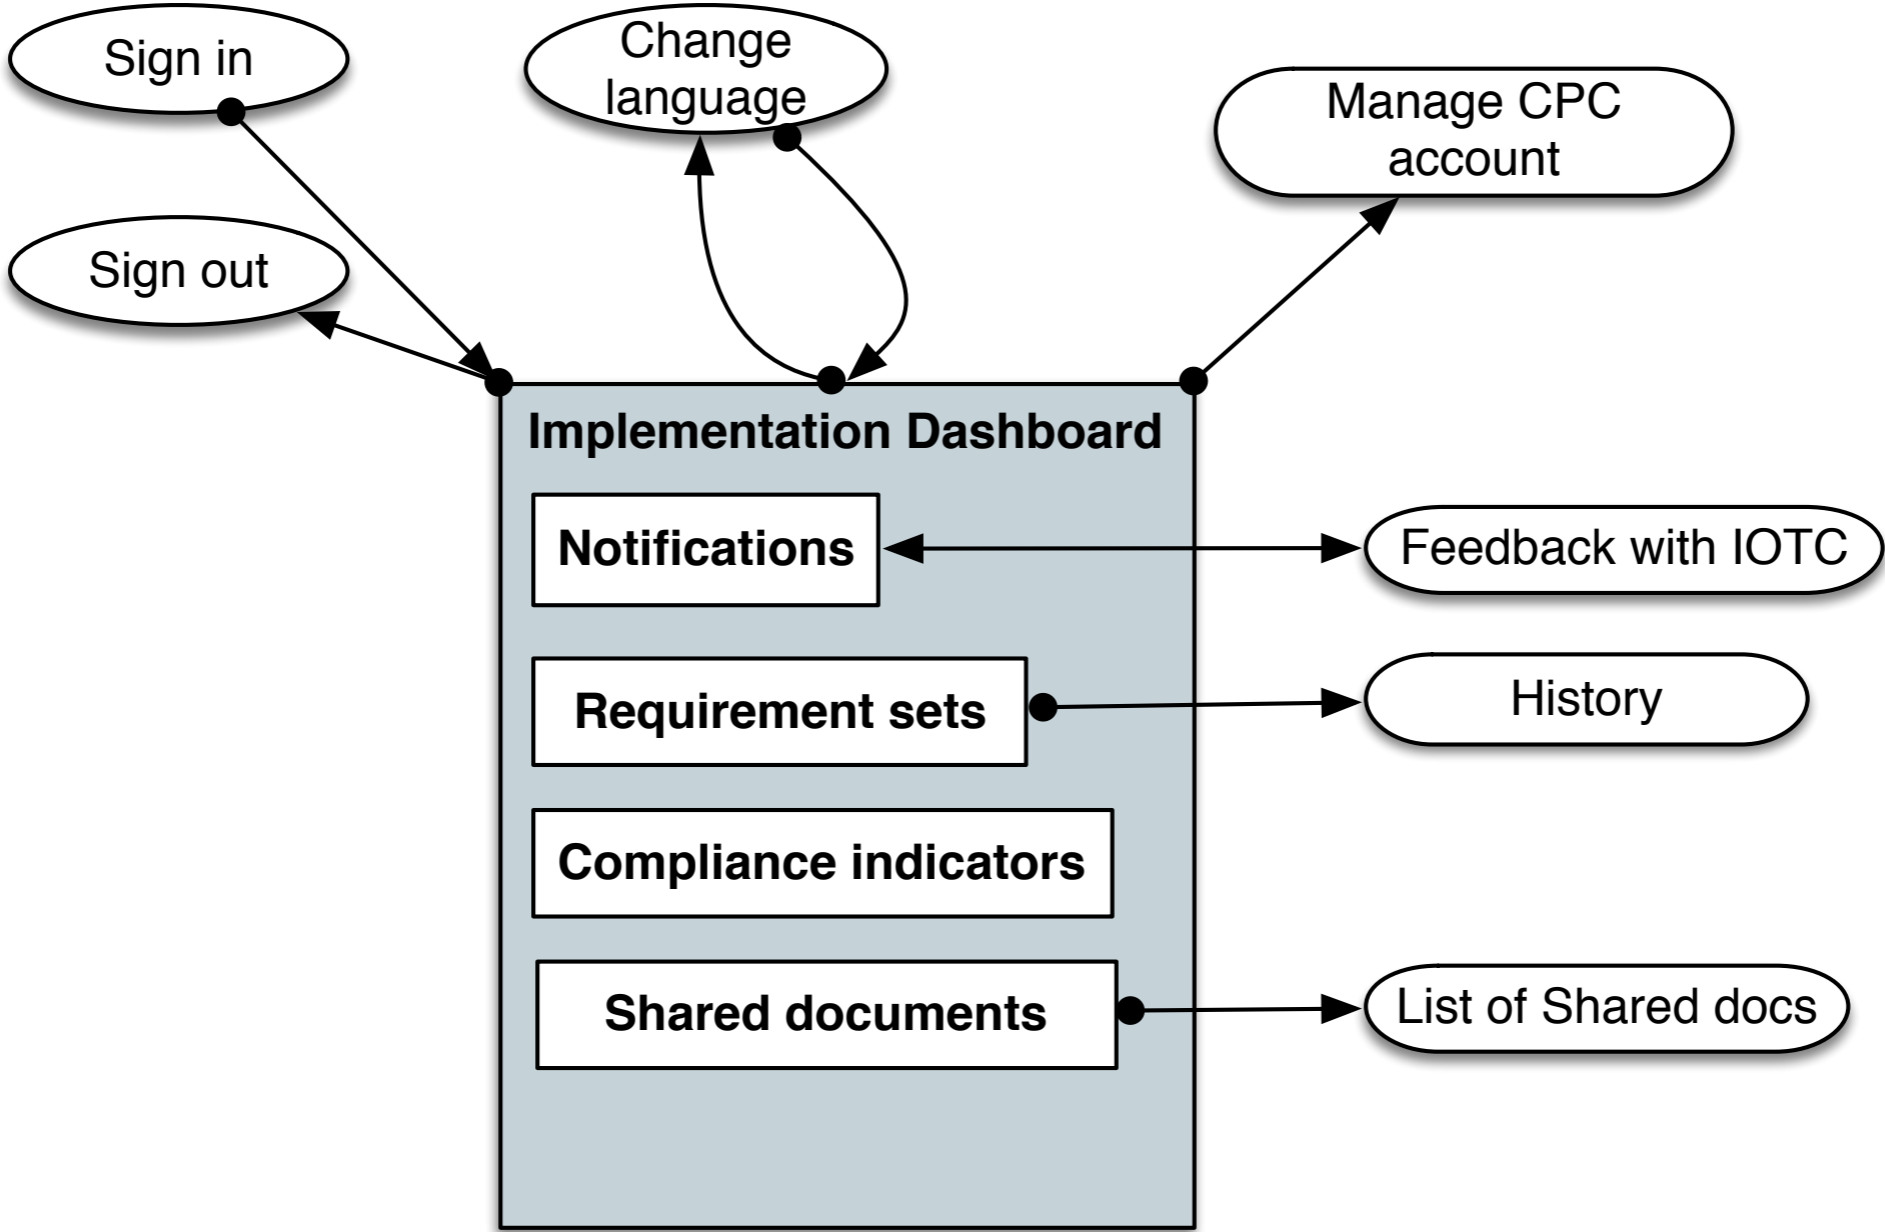 Sign in
Change
language
Manage CPC
account
Sign out
Implementation Dashboard
Notifications
Feedback with IOTC
Requirement sets
History
Compliance indicators
Shared documents
List of Shared docs